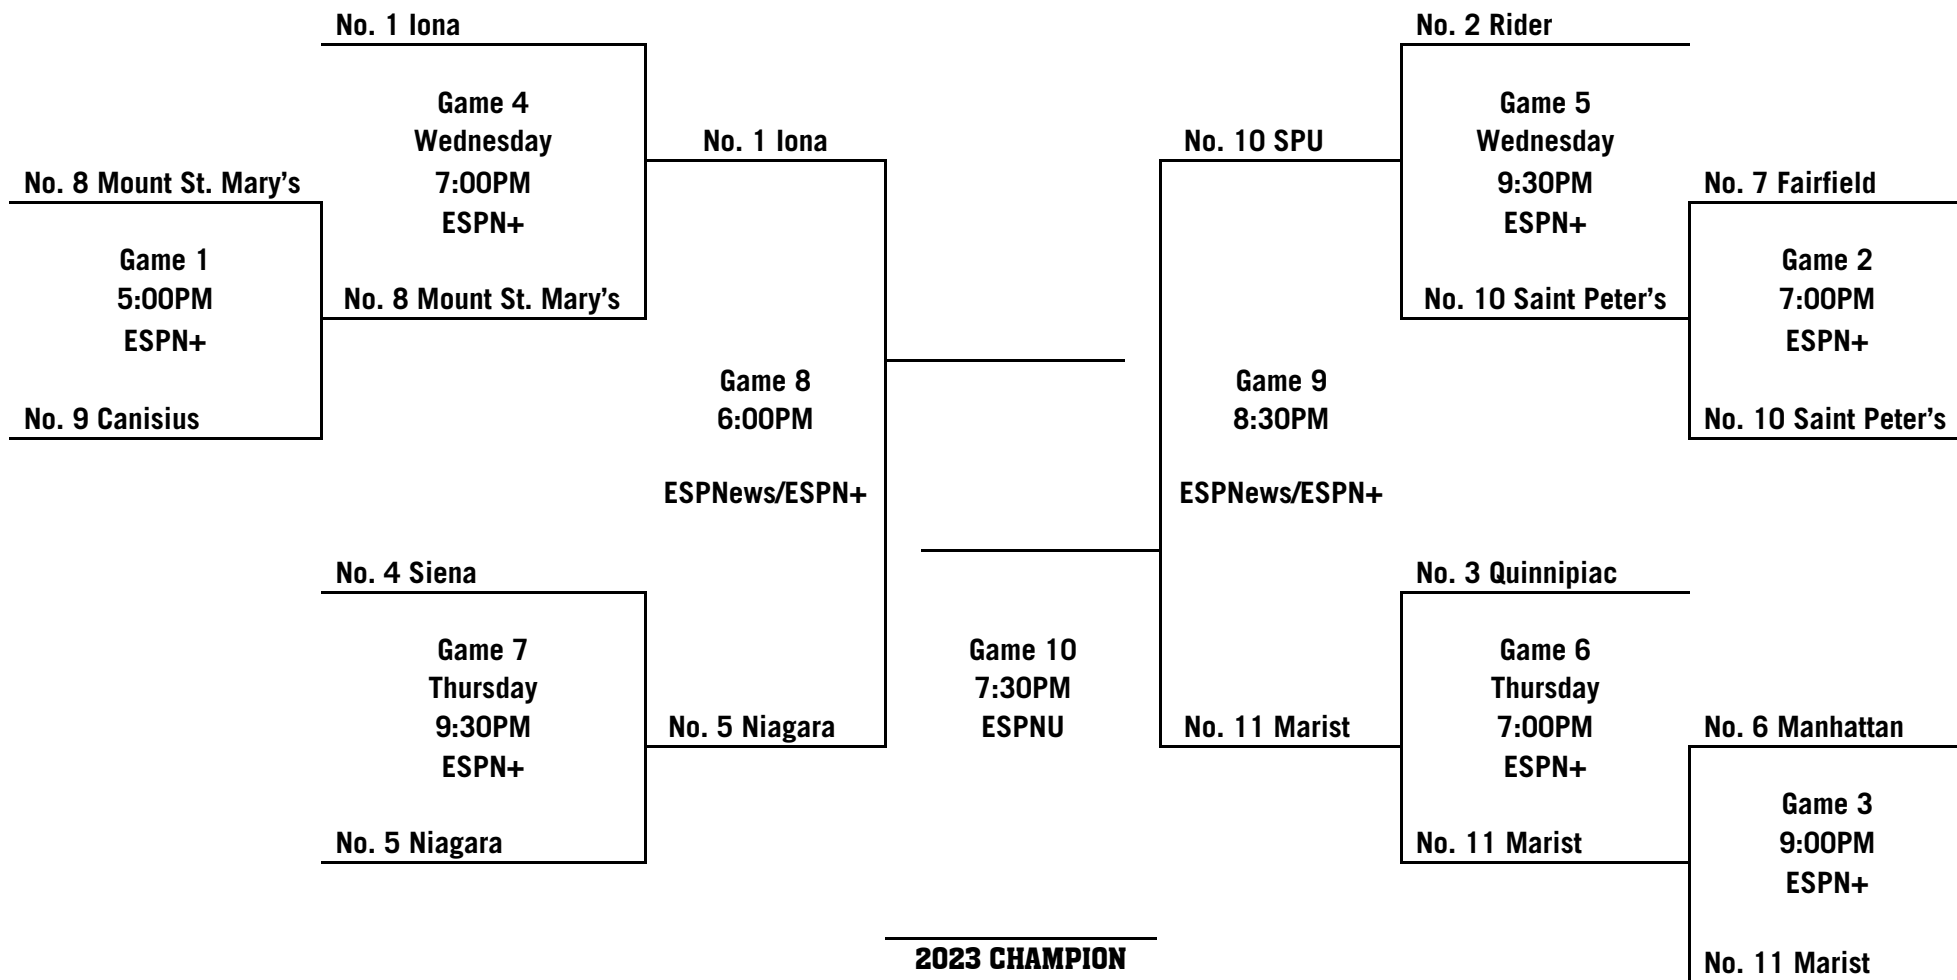 No. 1 Iona
Game 4
Wednesday
7:00PM
ESPN+
No. 8 Mount St. Mary's
Game 1
5:00PM
ESPN+
No. 9 Canisius
No. 8 Mount St. Mary's
No. 1 Iona
Game 8
6:00PM
ESPNews/ESPN+
No. 4 Siena
Game 7
Thursday
9:30PM
ESPN+
No. 5 Niagara
No. 5 Niagara
Game 10
7:30PM
ESPNU
2023 CHAMPION
No. 2 Rider
Game 5
Wednesday
9:30PM
ESPN+
No. 10 SPU
No. 7 Fairfield
Game 2
7:00PM
ESPN+
No. 10 Saint Peter's
No. 10 Saint Peter's
Game 9
8:30PM
ESPNews/ESPN+
No. 3 Quinnipiac
Game 6
Thursday
7:00PM
ESPN+
No. 11 Marist
No. 11 Marist
No. 6 Manhattan
Game 3
9:00PM
ESPN+
No. 11 Marist